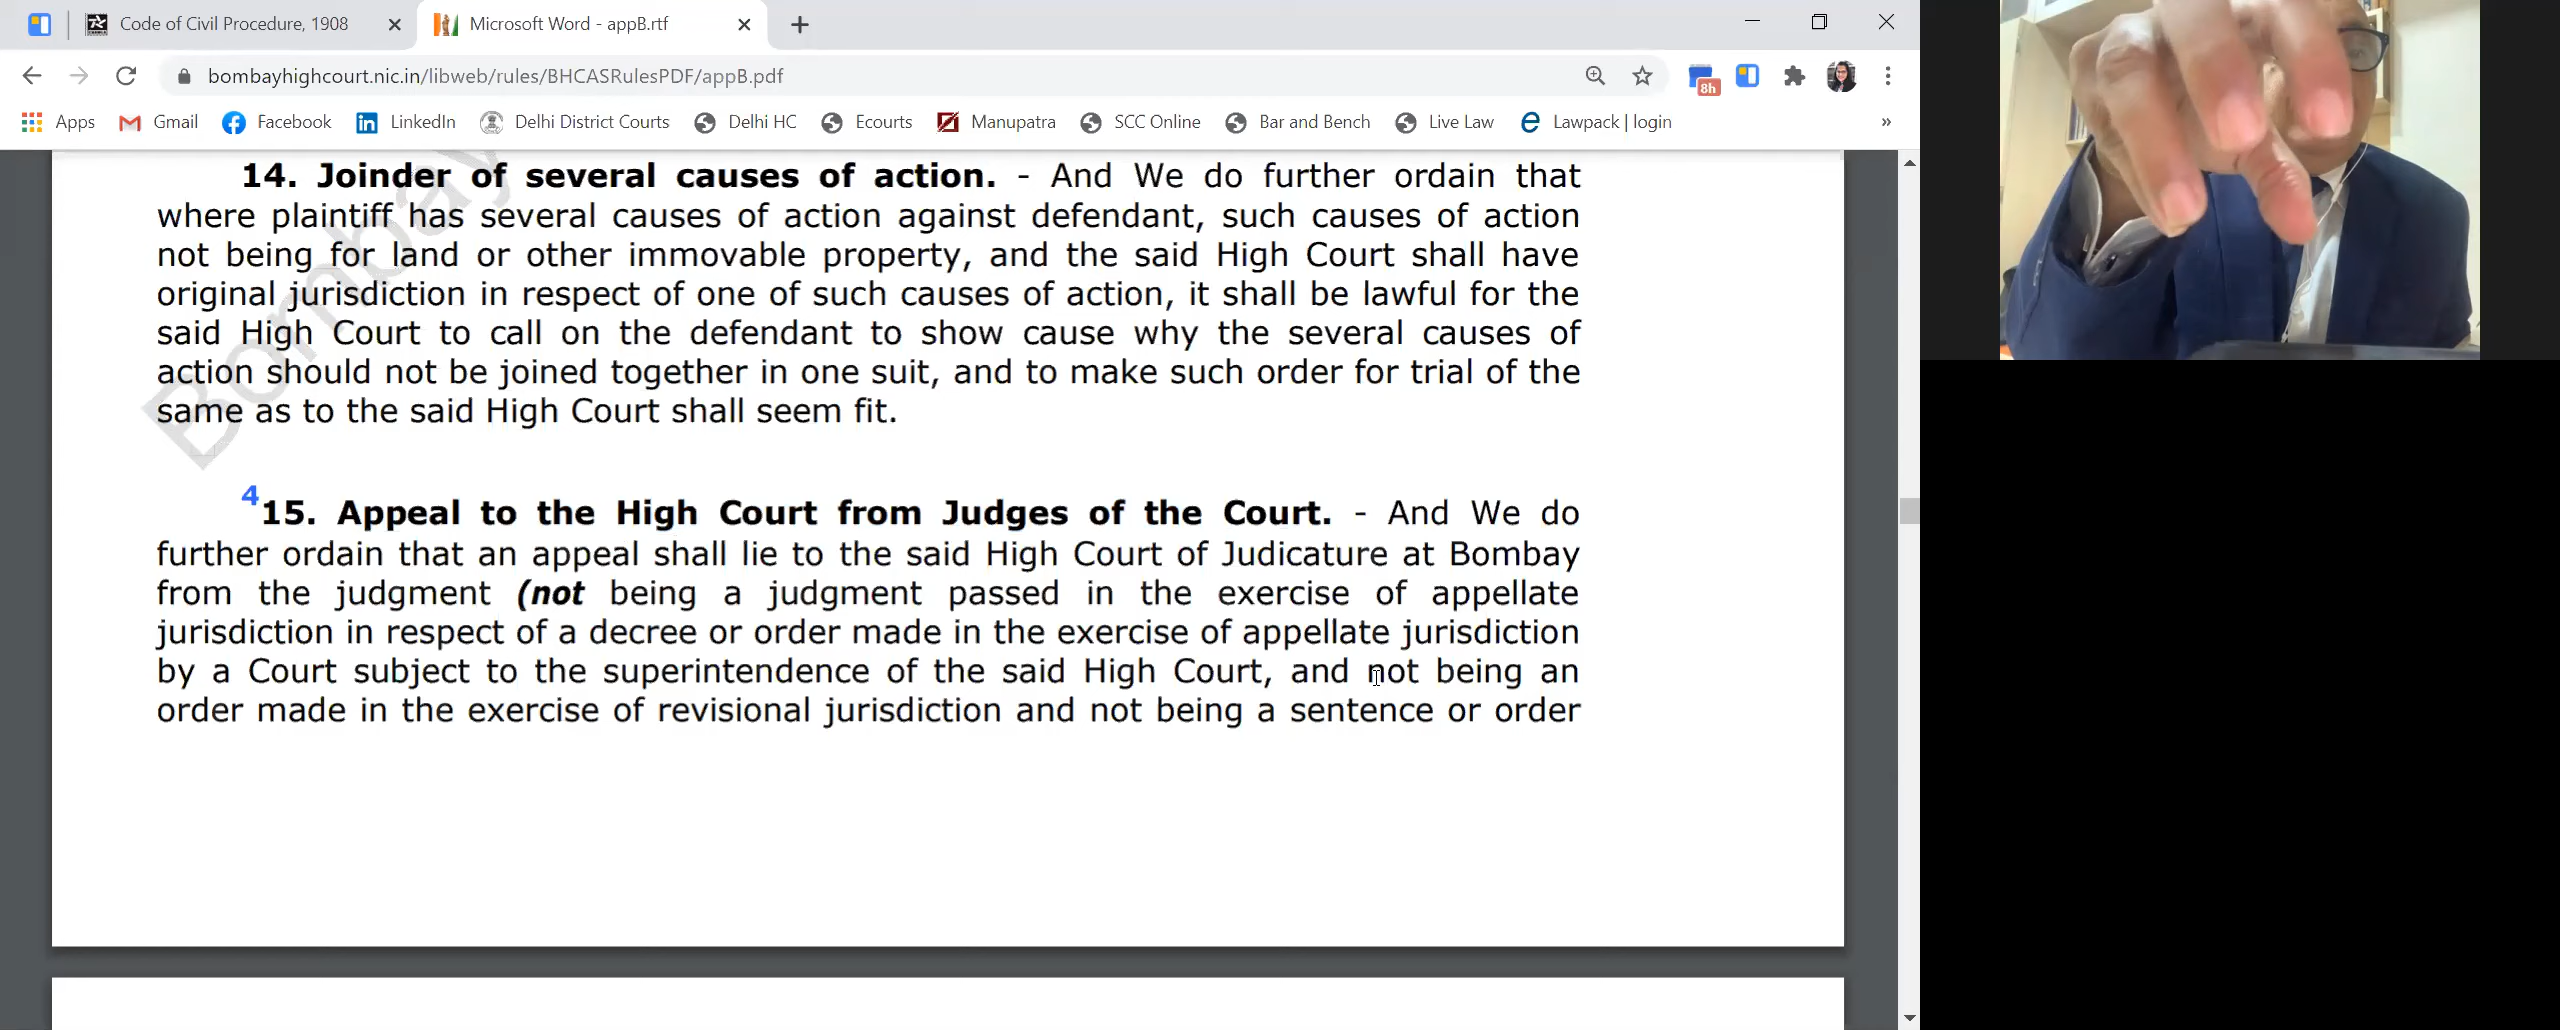 Code of Civil Procedure, 1908
Microsoft Word - appB.rtf
bombayhighcourt.nic.in/libweb/rules/BHCASRulesPDF/appB.pdf
8h
Apps Gmail Facebook LinkedIn Delhi District Courts Delhi HC Ecourts Manupatra SCC Online Bar and Bench Live Law Lawpack | login »
Bombay
14. Joinder of several causes of action. - And We do further ordain that
where plaintiff has several causes of action against defendant, such causes of action
not being for land or other immovable property, and the said High Court shall have
original jurisdiction in respect of one of such causes of action, it shall be lawful for the
said High Court to call on the defendant to show cause why the several causes of
action should not be joined together in one suit, and to make such order for trial of the
same as to the said High Court shall seem fit.
4 15. Appeal to the High Court from Judges of the Court. - And We do
further ordain that an appeal shall lie to the said High Court of Judicature at Bombay
from the judgment (not being a judgment passed in the exercise of appellate
jurisdiction in respect of a decree or order made in the exercise of appellate jurisdiction
by a Court subject to the superintendence of the said High Court, and not being an
order made in the exercise of revisional jurisdiction and not being a sentence or order